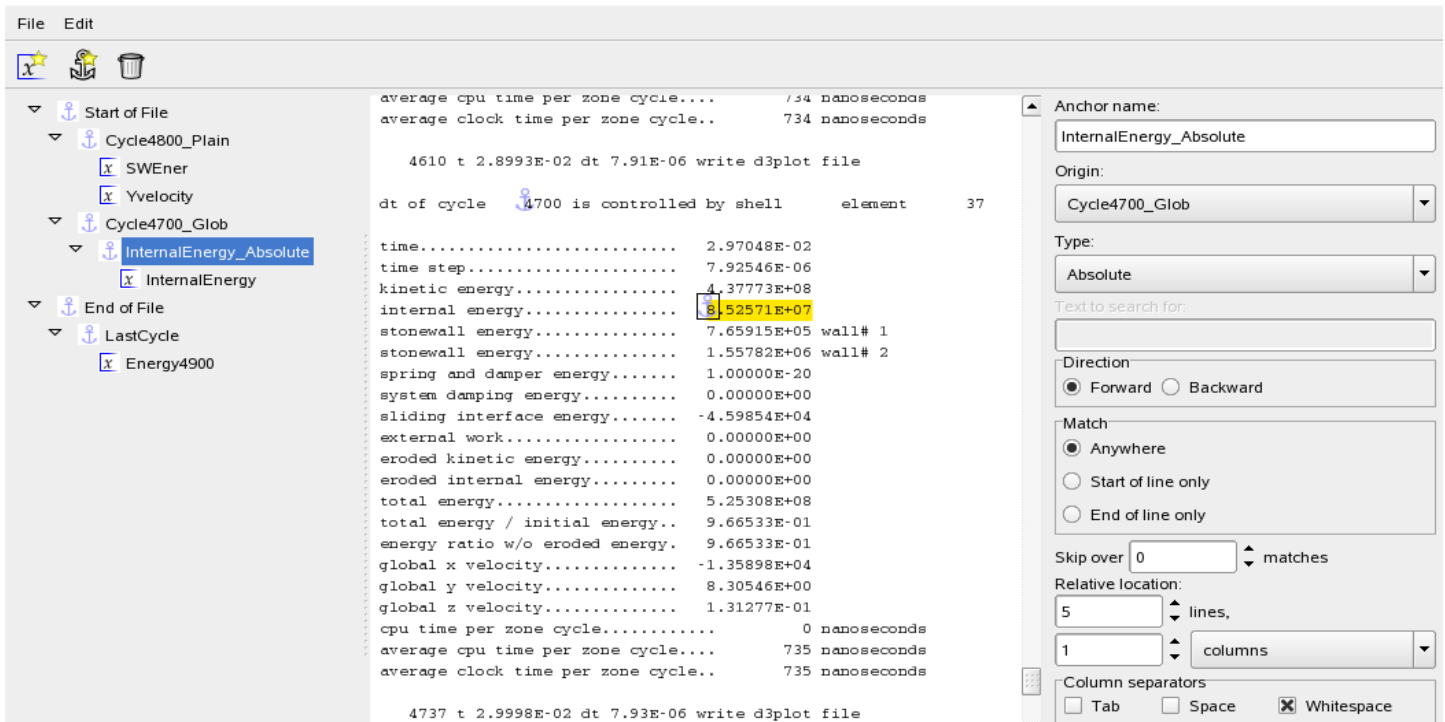 File Edit
Start of File
Cycle4800_Plain
SWEner
Yvelocity
Cycle4700_Glob
InternalEnergy_Absolute
InternalEnergy
End of File
LastCycle
Energy4900
average cpu time per zone cycle.... 734 nanoseconds
average clock time per zone cycle.. 734 nanoseconds
4610 t 2.8993E-02 dt 7.91E-06 write d3plot file
dt of cycle 4700 is controlled by shell element 37
time........................... 2.97048E-02
time step...................... 7.92546E-06
kinetic energy................. 4.37773E+08
internal energy................ 8.52571E+07
stonewall energy............... 7.65915E+05 wall# 1
stonewall energy............... 1.55782E+06 wall# 2
spring and damper energy....... 1.00000E-20
system damping energy.......... 0.00000E+00
sliding interface energy....... -4.59854E+04
external work.................. 0.00000E+00
eroded kinetic energy.......... 0.00000E+00
eroded internal energy......... 0.00000E+00
total energy................... 5.25308E+08
total energy / initial energy.. 9.66533E-01
energy ratio w/o eroded energy. 9.66533E-01
global x velocity.............. -1.35898E+04
global y velocity.............. 8.30546E+00
global z velocity.............. 1.31277E-01
cpu time per zone cycle............ 0 nanoseconds
average cpu time per zone cycle.... 735 nanoseconds
average clock time per zone cycle.. 735 nanoseconds
4737 t 2.9998E-02 dt 7.93E-06 write d3plot file
Anchor name:
InternalEnergy_Absolute
Origin:
Cycle4700_Glob
Type:
Absolute
Text to search for:
Direction
Forward Backward
Match
Anywhere
Start of line only
End of line only
Skip over 0 matches
Relative location:
5 lines,
1 columns
Column separators
Tab Space Whitespace